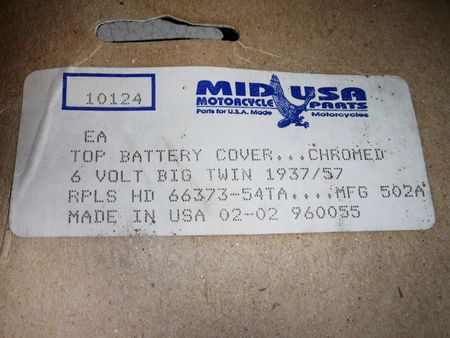 10124
MID USA
MOTORCYCLE PARTS
Parts for U.S.A. Made Motorcycles
EA
TOP BATTERY COVER...CHROMED
6 VOLT BIG TWIN 1937/57
RPLS HD 66373-54TA....MFG 502A
MADE IN USA 02-02 960055